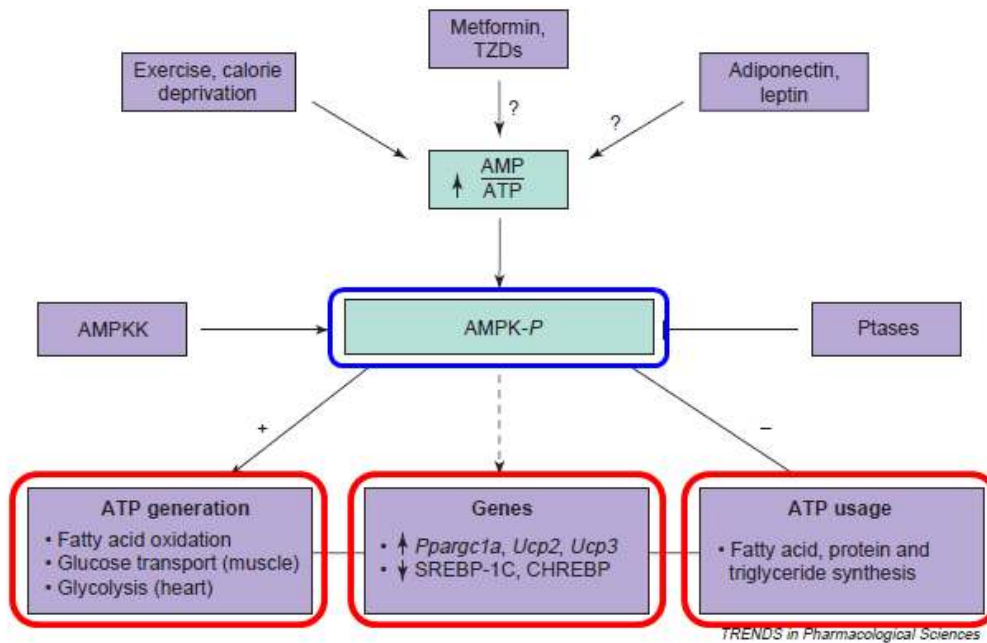 Metformin,
TZDs
Exercise, calorie
deprivation
Adiponectin,
leptin
?
?
AMP
ATP
AMPKK
AMPK-P
Ptases
+
–
ATP generation
• Fatty acid oxidation
• Glucose transport (muscle)
• Glycolysis (heart)
Genes
• ↑ Ppargc1a, Ucp2, Ucp3
• ↓ SREBP-1C, CHREBP
ATP usage
• Fatty acid, protein and
triglyceride synthesis
TRENDS in Pharmacological Sciences